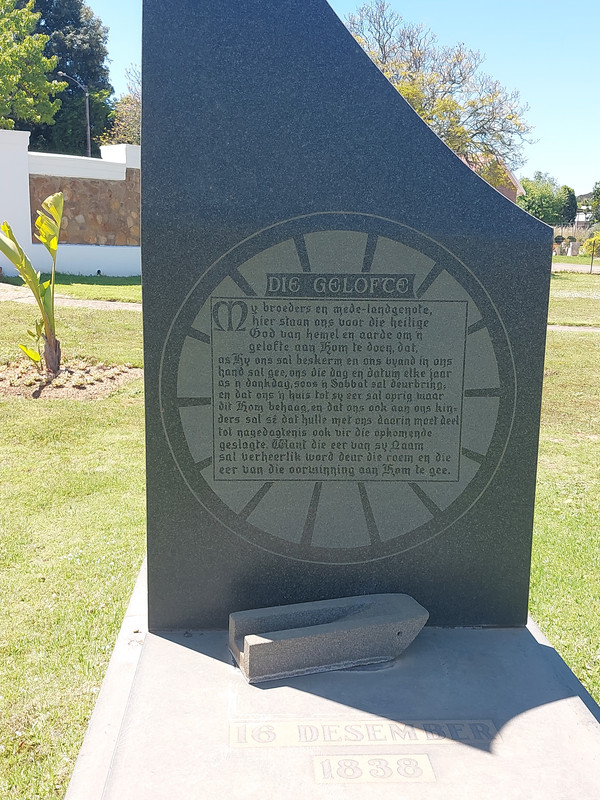 DIE GELOFTE
My broeders en mede-landgenote,
hier staan ons voor die heilige
God van hemel en aarde om 'n
gelofte aan Hom te doen, dat,
as Hy ons sal beskerm en ons vyand in ons
hand sal gee, ons die dag en datum elke jaar
as 'n dankdag, soos 'n Sabbat sal deurbring,
en dat ons 'n huis tot sy eer sal oprig waar
dit Hom behaag, en dat ons ook aan ons kin-
ders sal sê dat hulle met ons daarin moet deel
tot nagedagtenis ook vir die opkomende
geslagte. Want die eer van sy Naam
sal verheerlik word deur die roem en die
eer van die oorwinning aan Hom te gee.
16 DESEMBER
1838